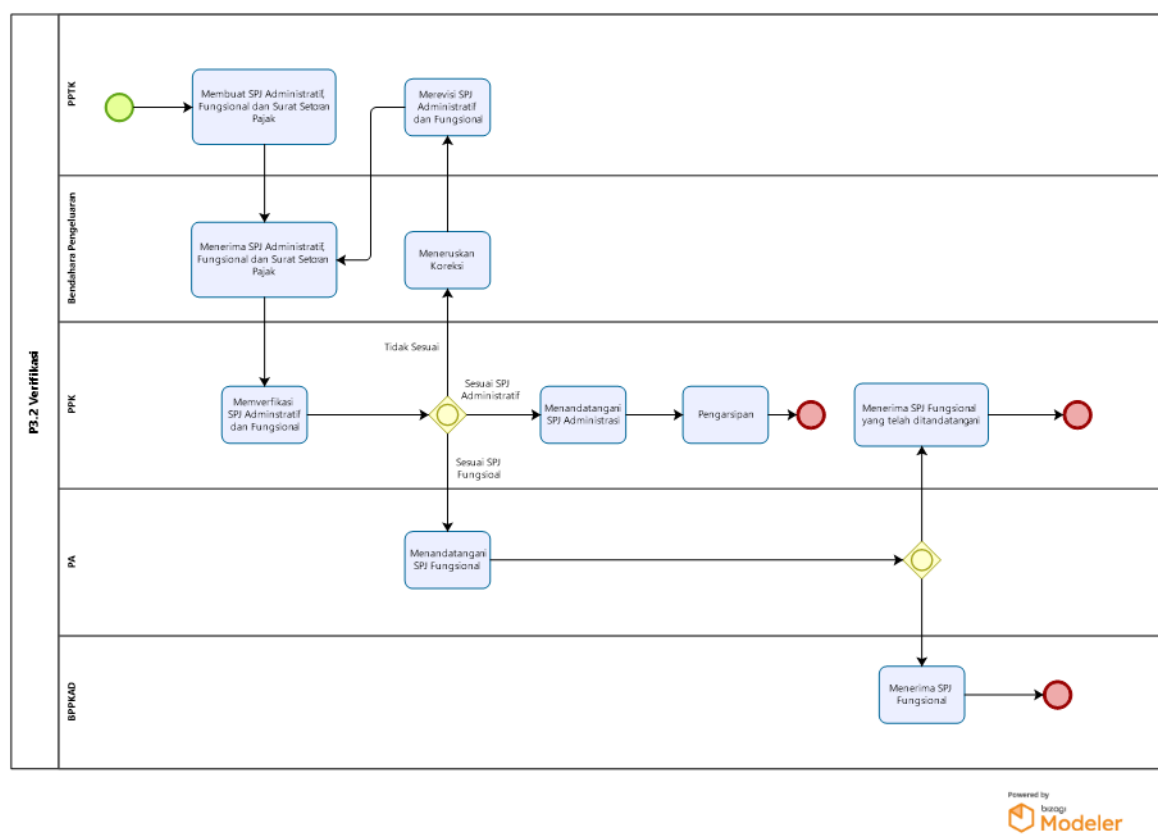 P3.2 Verifikasi
PPTK
Membuat SPJ Administratif,
Fungsional dan Surat Setoran
Pajak
Merevisi SPJ
Administratif
dan Fungsional
Bendahara Pengeluaran
Menerima SPJ Administratif,
Fungsional dan Surat Setoran
Pajak
Meneruskan
Koreksi
PPK
Tidak Sesuai
Memverfikasi
SPJ Adminstratif
dan Fungsional
Sesuai SPJ
Administratif
Menandatangani
SPJ Administrasi
Pengarsipan
Menerima SPJ Fungsional
yang telah ditandatangani
Sesuai SPJ
Fungsioal
PA
Menandatangani
SPJ Fungsional
BPPKAD
Menerima SPJ
Fungsional
Powered by
bizagi
Modeler